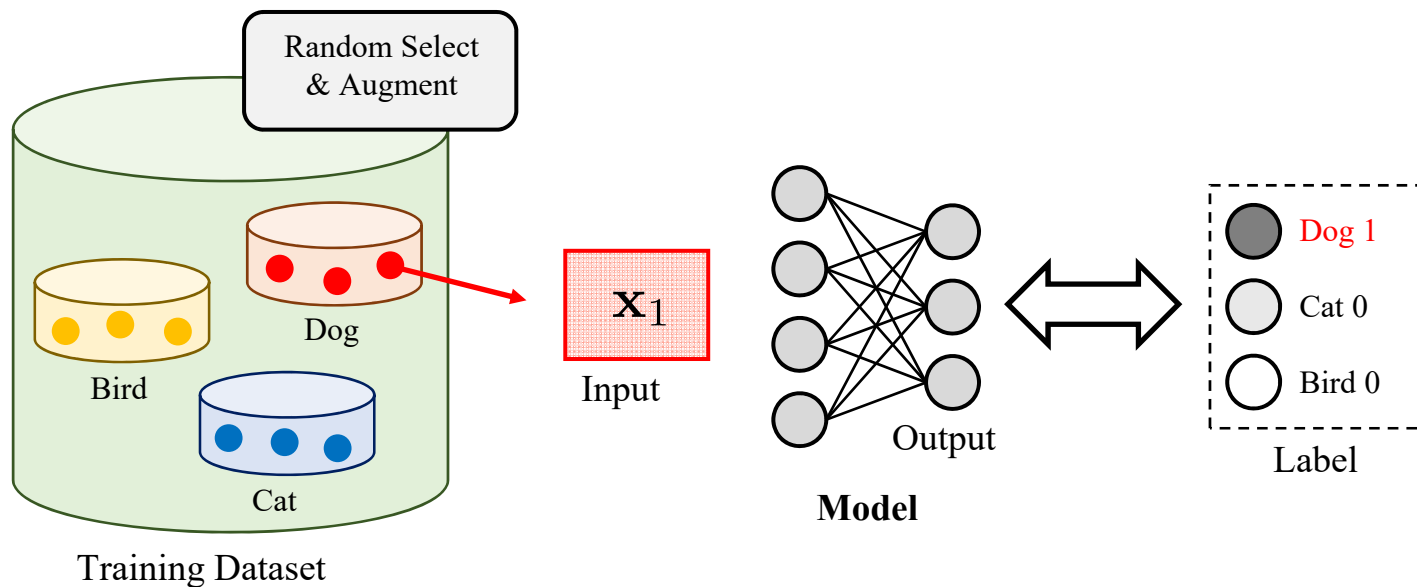 Random Select
& Augment
Dog
Bird
Cat
Training Dataset
x₁
Input
Output
Model
Dog 1
Cat 0
Bird 0
Label